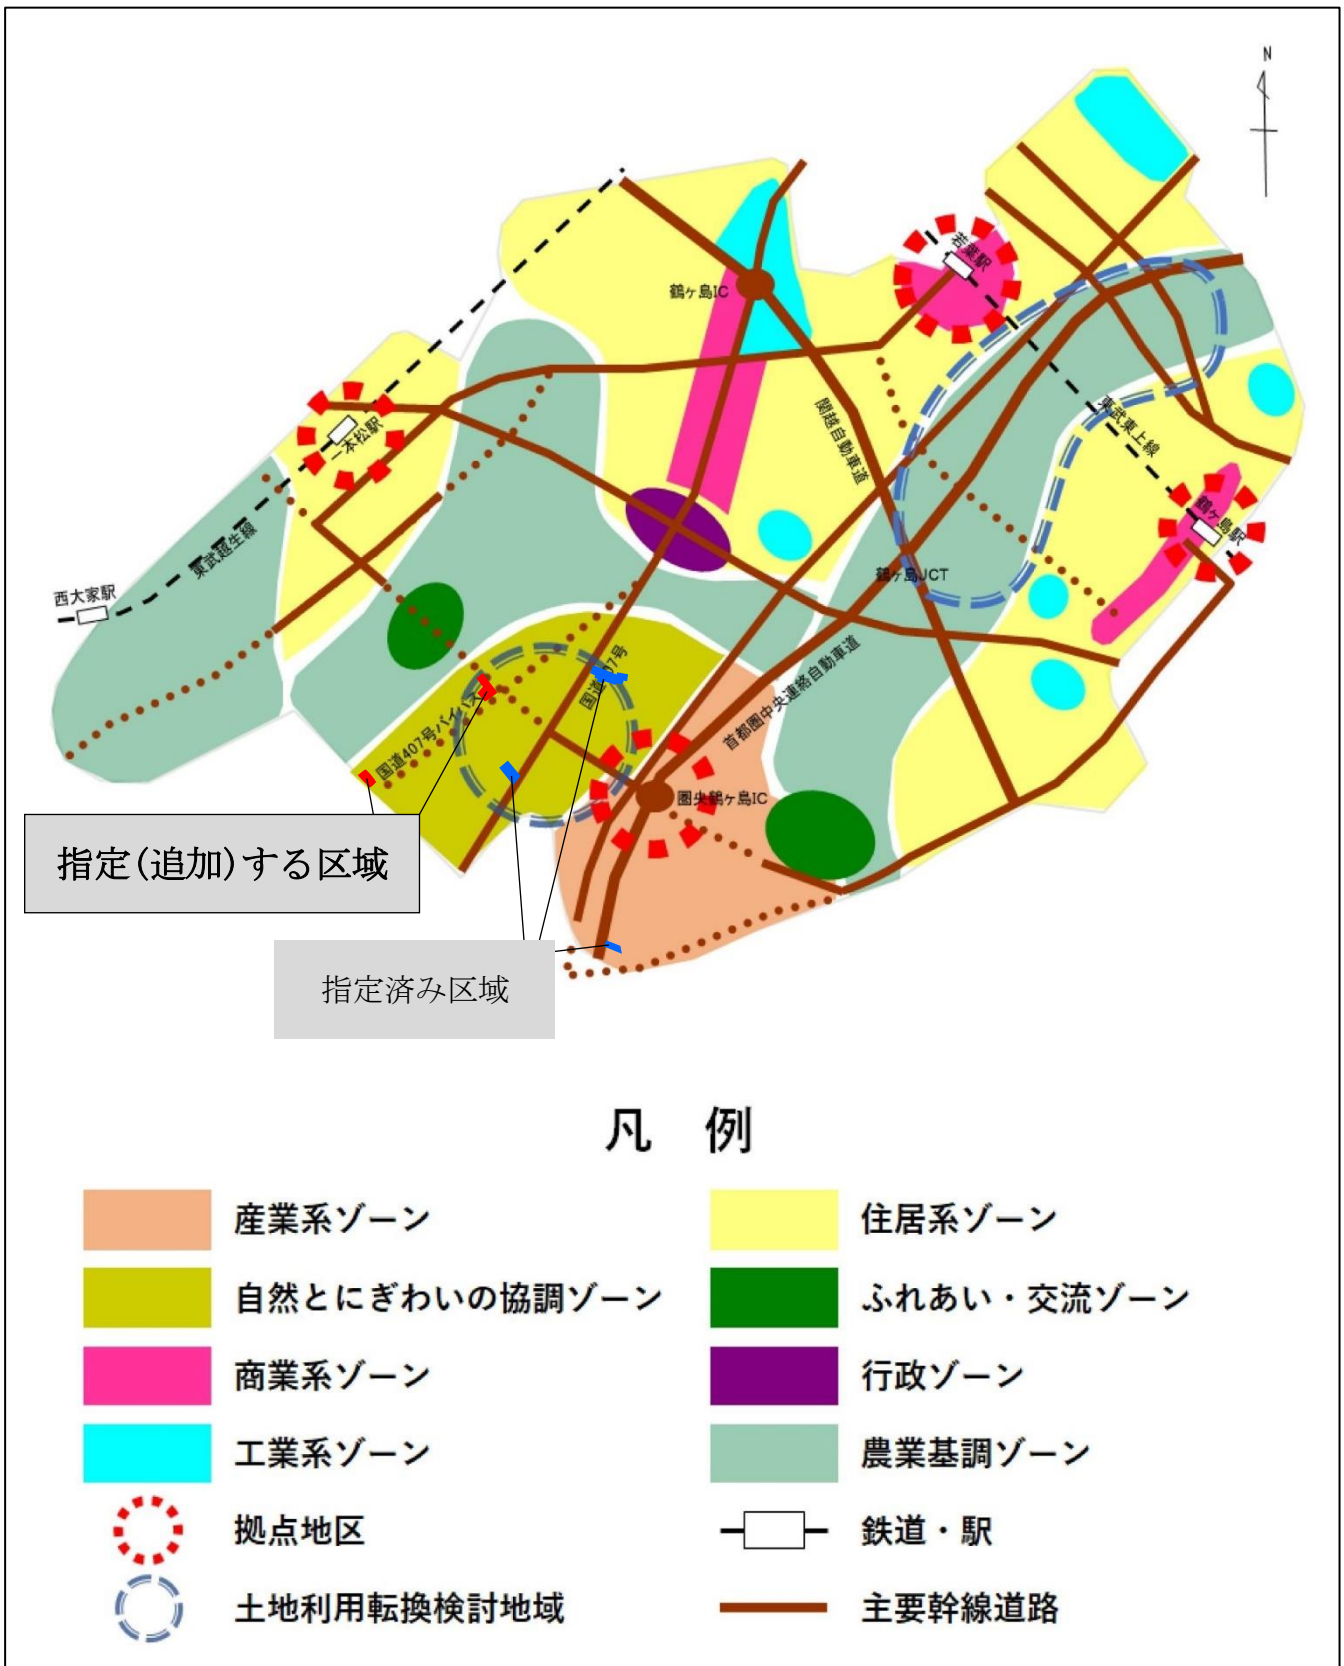 N
若葉駅
鶴ヶ島IC
関越自動車道
一本松駅
東武東上線
鶴ヶ島駅
東武越生線
鶴ヶ島JCT
西大家駅
国道407号
首都圏中央連絡自動車道
国道407号バイパス
圏央鶴ヶ島IC
指定(追加)する区域
指定済み区域
凡 例
産業系ゾーン
住居系ゾーン
自然とにぎわいの協調ゾーン
ふれあい・交流ゾーン
商業系ゾーン
行政ゾーン
工業系ゾーン
農業基調ゾーン
拠点地区
鉄道・駅
土地利用転換検討地域
主要幹線道路